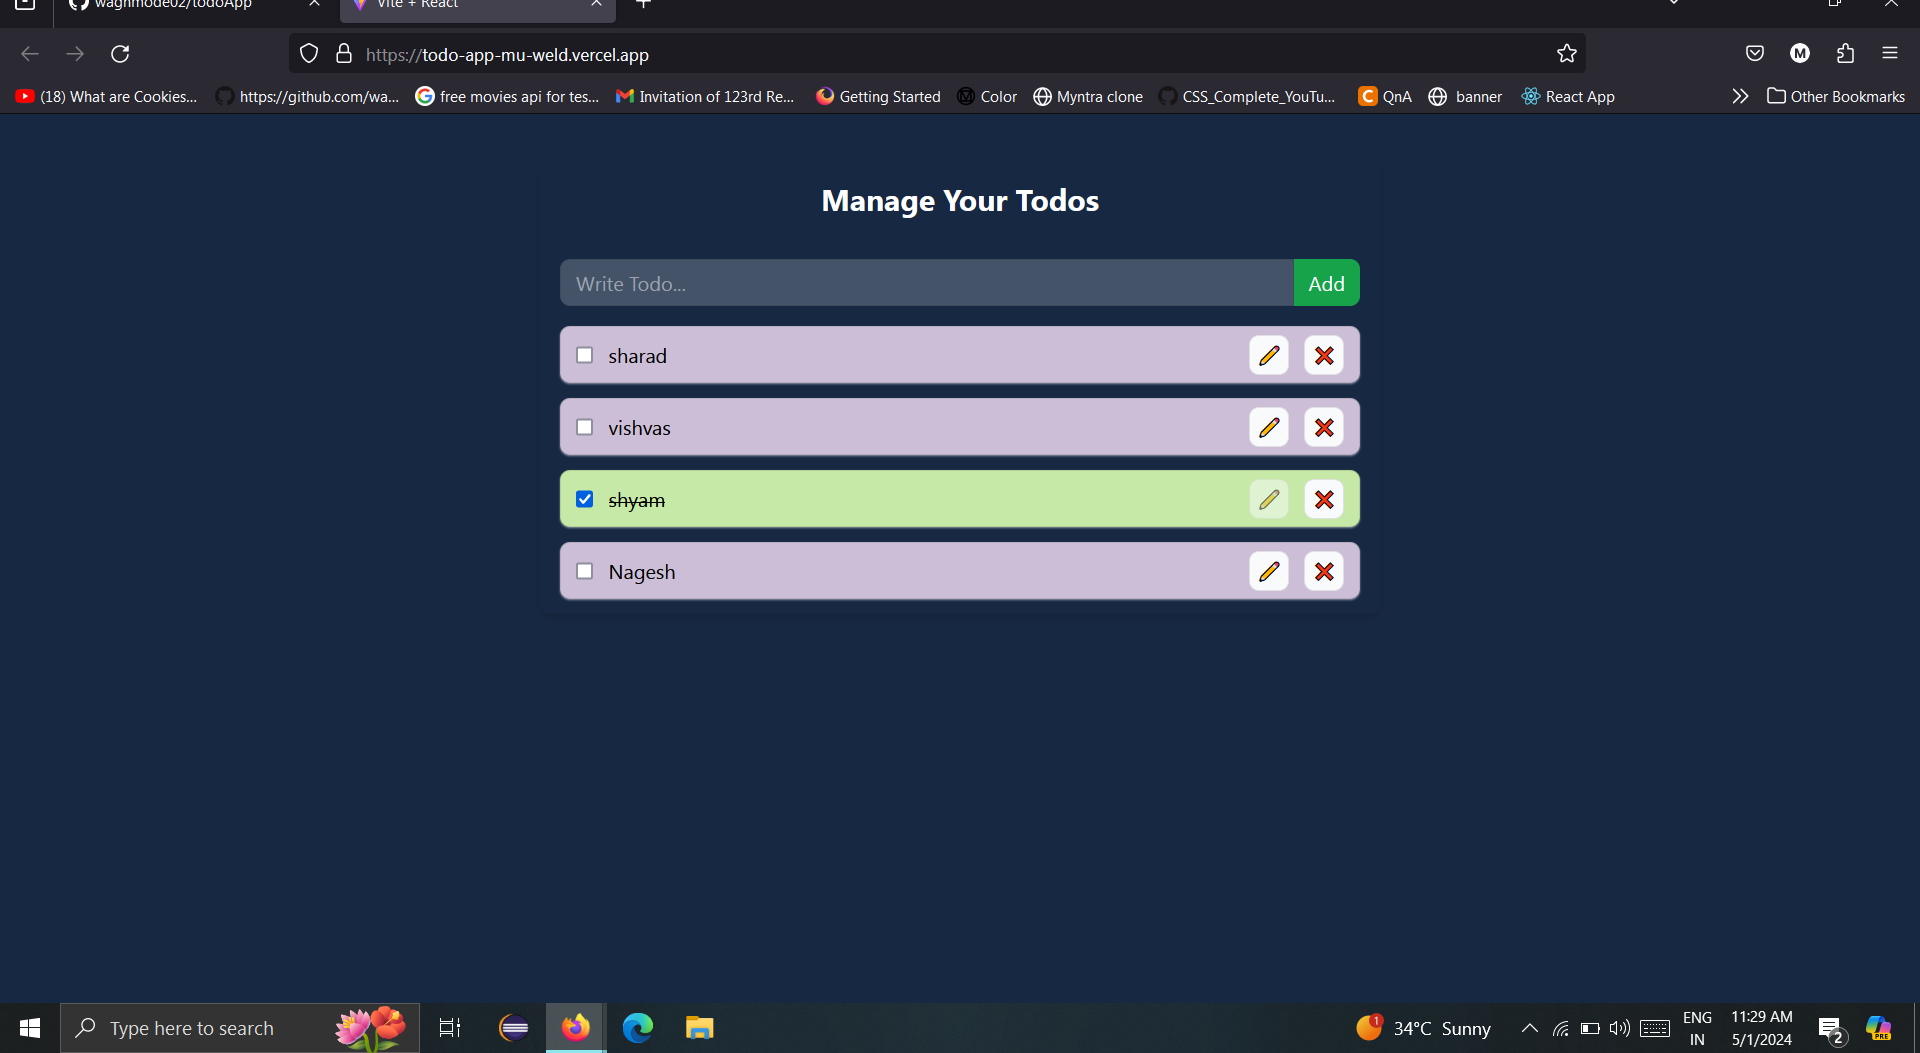 waghmode02/todoApp
Vite + React
https://todo-app-mu-weld.vercel.app
(18) What are Cookies...
https://github.com/wa...
free movies api for tes...
Invitation of 123rd Re...
Getting Started
Color
Myntra clone
CSS_Complete_YouTu...
QnA
banner
React App
Other Bookmarks
Manage Your Todos
Write Todo...
Add
sharad
vishvas
shyam
Nagesh
Type here to search
1
34°C Sunny
ENG
IN
11:29 AM
5/1/2024
2
PRE
M